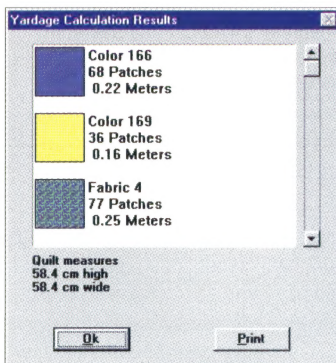 Yardage Calculation Results
Color 166
68 Patches
0.22 Meters
Color 169
36 Patches
0.16 Meters
Fabric 4
77 Patches
0.25 Meters
Quilt measures
58.4 cm high
58.4 cm wide
Ok
Print